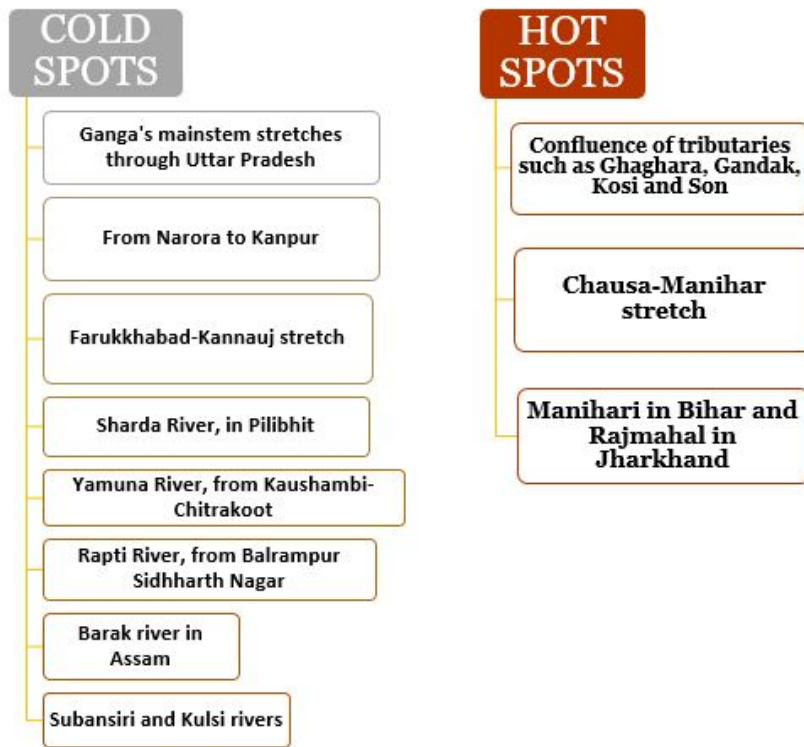 COLD
SPOTS
Ganga's mainstem stretches
through Uttar Pradesh
From Narora to Kanpur
Farukkhabad-Kannauj stretch
Sharda River, in Pilibhit
Yamuna River, from Kaushambi-
Chitrakoot
Rapti River, from Balrampur
Sidhharth Nagar
Barak river in
Assam
Subansiri and Kulsi rivers
HOT
SPOTS
Confluence of tributaries
such as Ghaghara, Gandak,
Kosi and Son
Chausa-Manihar
stretch
Manihari in Bihar and
Rajmahal in
Jharkhand